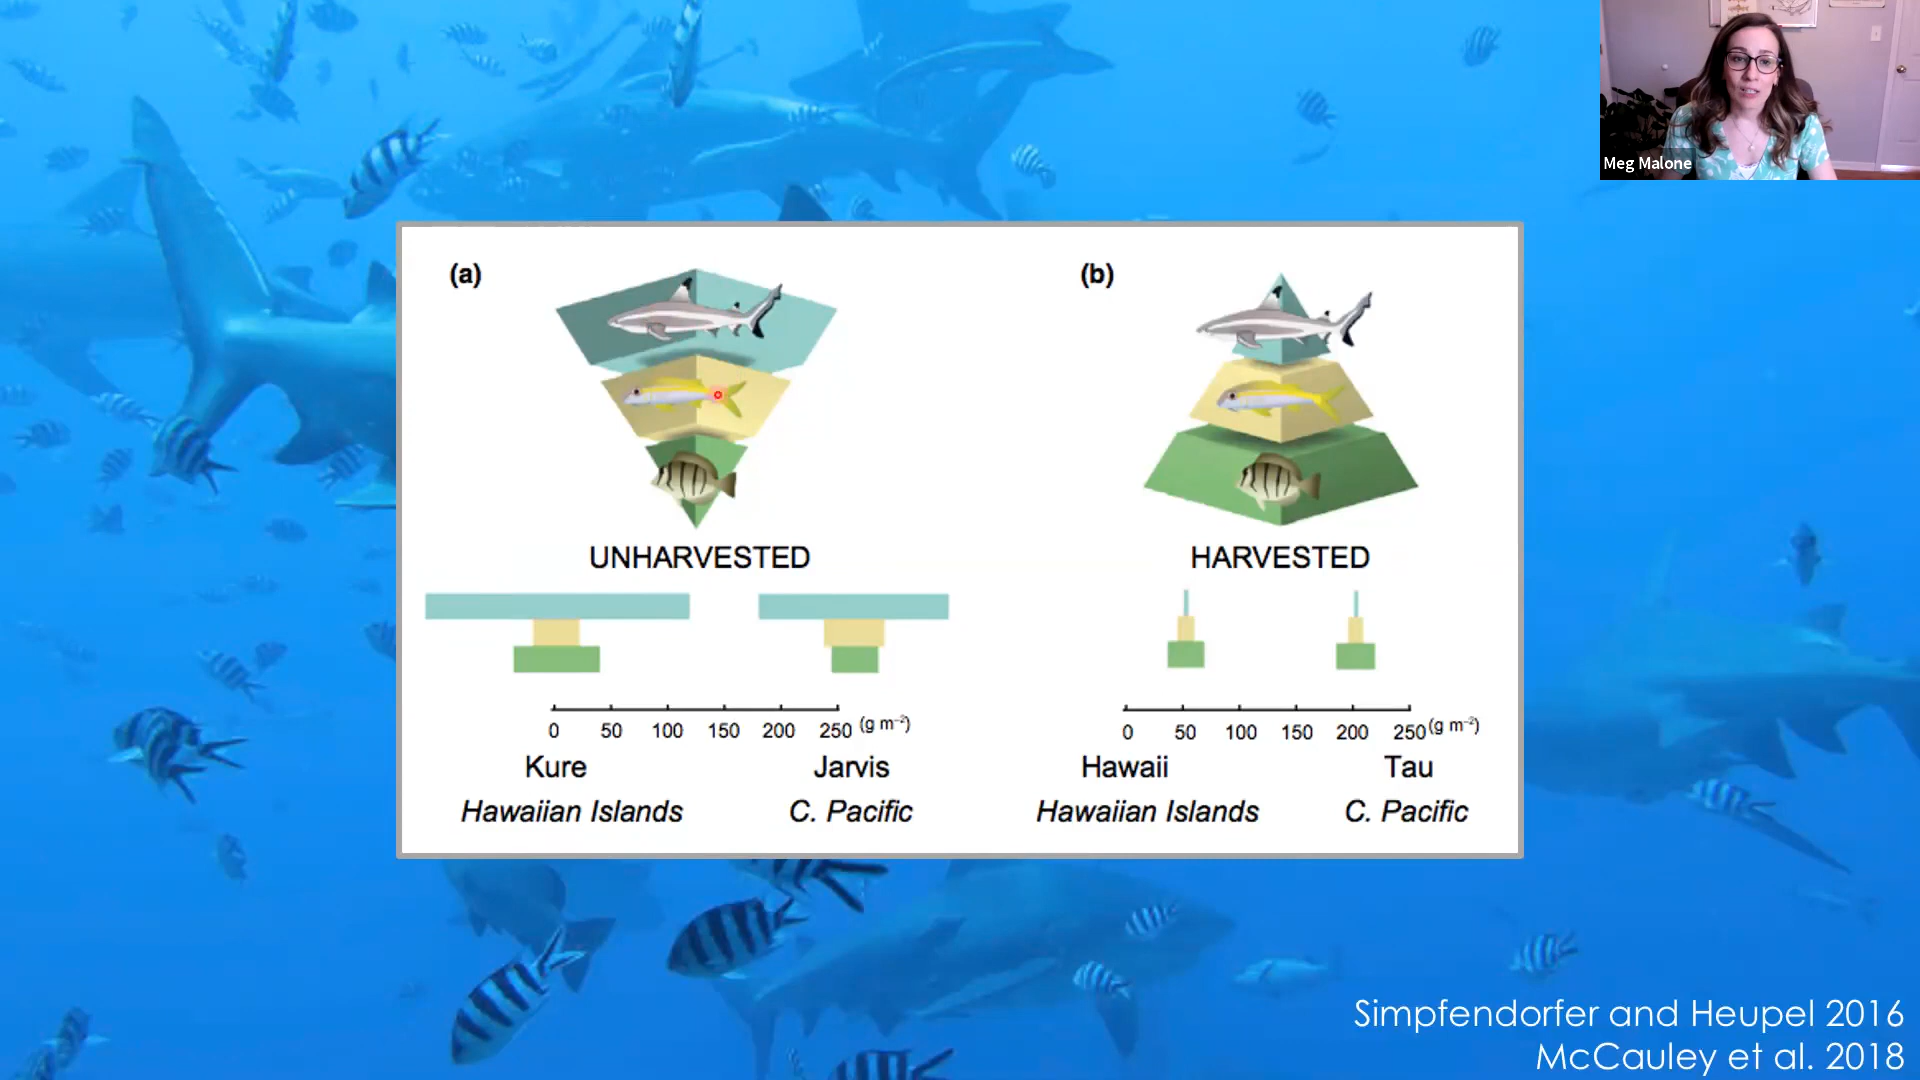 Meg Malone
(a)
(b)
UNHARVESTED
HARVESTED
0 50 100 150 200 250 (g m⁻²)
0 50 100 150 200 250 (g m⁻²)
Kure
Jarvis
Hawaii
Tau
Hawaiian Islands
C. Pacific
Hawaiian Islands
C. Pacific
Simpfendorfer and Heupel 2016
McCauley et al. 2018